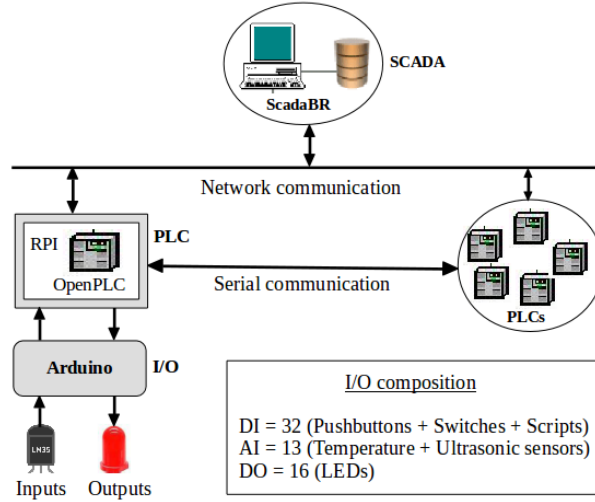 SCADA
ScadaBR
Network communication
RPI
PLC
OpenPLC
Serial communication
PLCs
Arduino
I/O
I/O composition
DI = 32 (Pushbuttons + Switches + Scripts)
AI = 13 (Temperature + Ultrasonic sensors)
DO = 16 (LEDs)
LM35
Inputs
Outputs